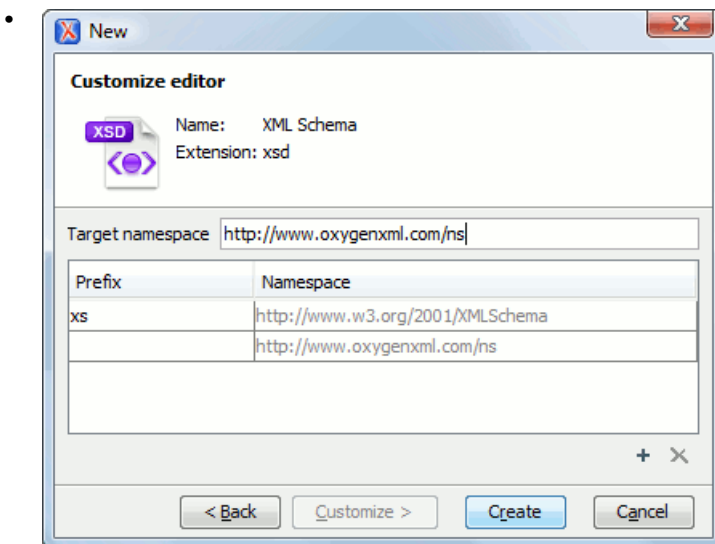 New
Customize editor
XSD
Name: XML Schema
Extension: xsd
Target namespace http://www.oxygenxml.com/ns
Prefix Namespace
xs http://www.w3.org/2001/XMLSchema
http://www.oxygenxml.com/ns
< Back Customize > Create Cancel